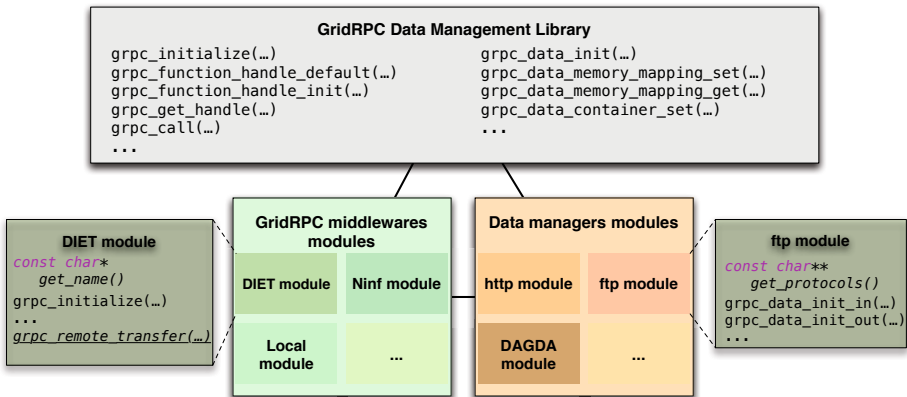 GridRPC Data Management Library
grpc_initialize(…)
grpc_function_handle_default(…)
grpc_function_handle_init(…)
grpc_get_handle(…)
grpc_call(…)
...
grpc_data_init(…)
grpc_data_memory_mapping_set(…)
grpc_data_memory_mapping_get(…)
grpc_data_container_set(…)
...
DIET module
const char*
get_name()
grpc_initialize(…)
...
grpc_remote_transfer(…)
GridRPC middlewares
modules
DIET module
Ninf module
Local
module
...
Data managers modules
http module
ftp module
DAGDA
module
...
ftp module
const char**
get_protocols()
grpc_data_init_in(…)
grpc_data_init_out(…)
...